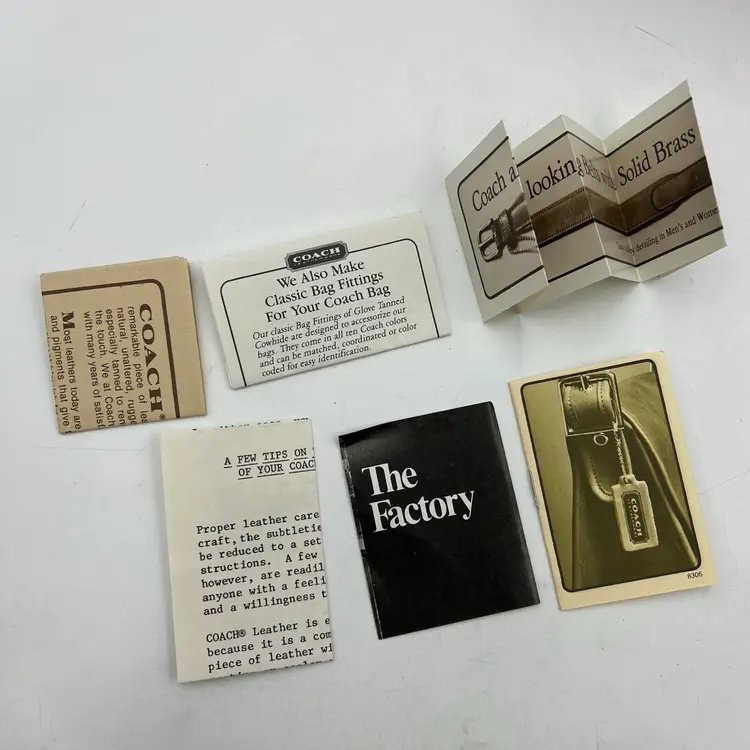 COACH®
remarkable piece of
natural, unaltered,
especially tanned to
the touch. We at Coach
with many years of
Most leathers today are
and pigments that give
COACH
We Also Make
Classic Bag Fittings
For Your Coach Bag
Our classic Bag Fittings of Glove Tanned
Cowhide are designed to accessorize our
bags. They come in all ten Coach colors
and can be matched, coordinated or color
coded for easy identification.
Coach a looking Belts with Solid Brass
detailing in Men's and Wome
A FEW TIPS ON
OF YOUR COAC
Proper leather care
craft, the subtletie
be reduced to a set
structions. A few
however, are readil
anyone with a feeli
and a willingness t
COACH® Leather is e
because it is a com
piece of leather wi
The
Factory
COACH
8306